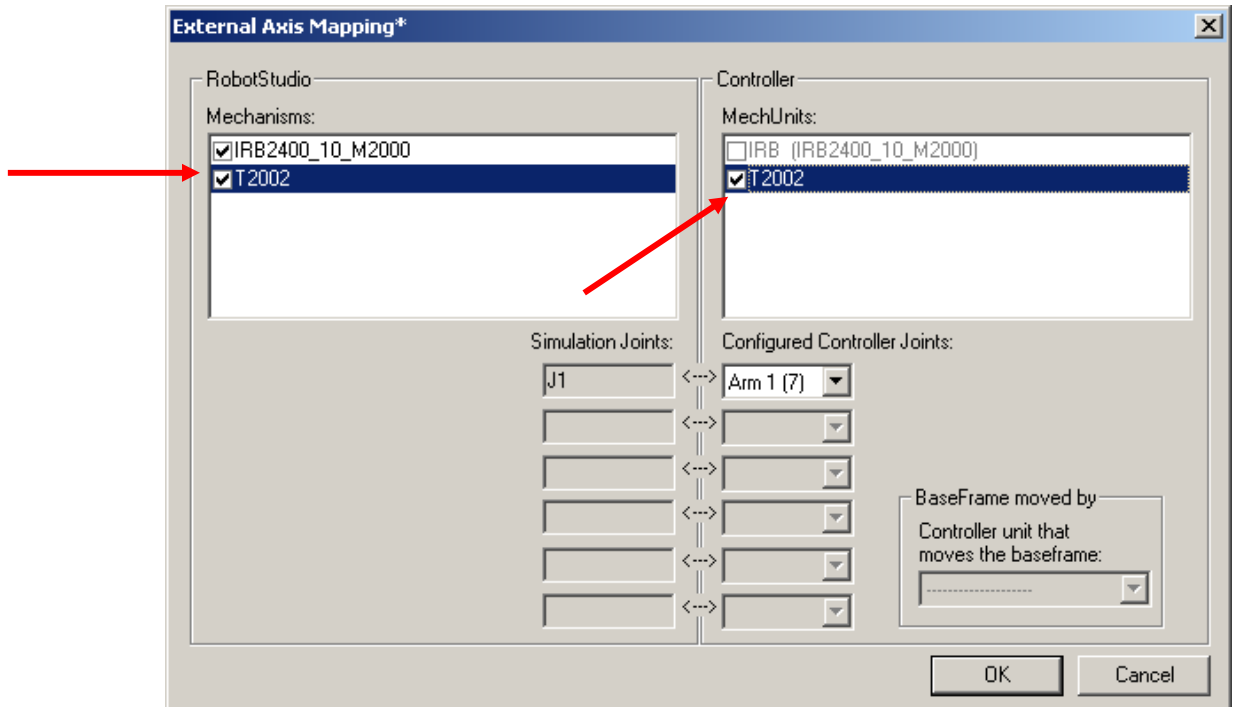 External Axis Mapping*
RobotStudio
Mechanisms:
IRB2400_10_M2000
T2002
Controller
MechUnits:
IRB (IRB2400_10_M2000)
T2002
Simulation Joints:
Configured Controller Joints:
J1
<--->
Arm 1 (7)
<--->
<--->
<--->
<--->
<--->
BaseFrame moved by
Controller unit that
moves the baseframe:
--------------------
OK
Cancel